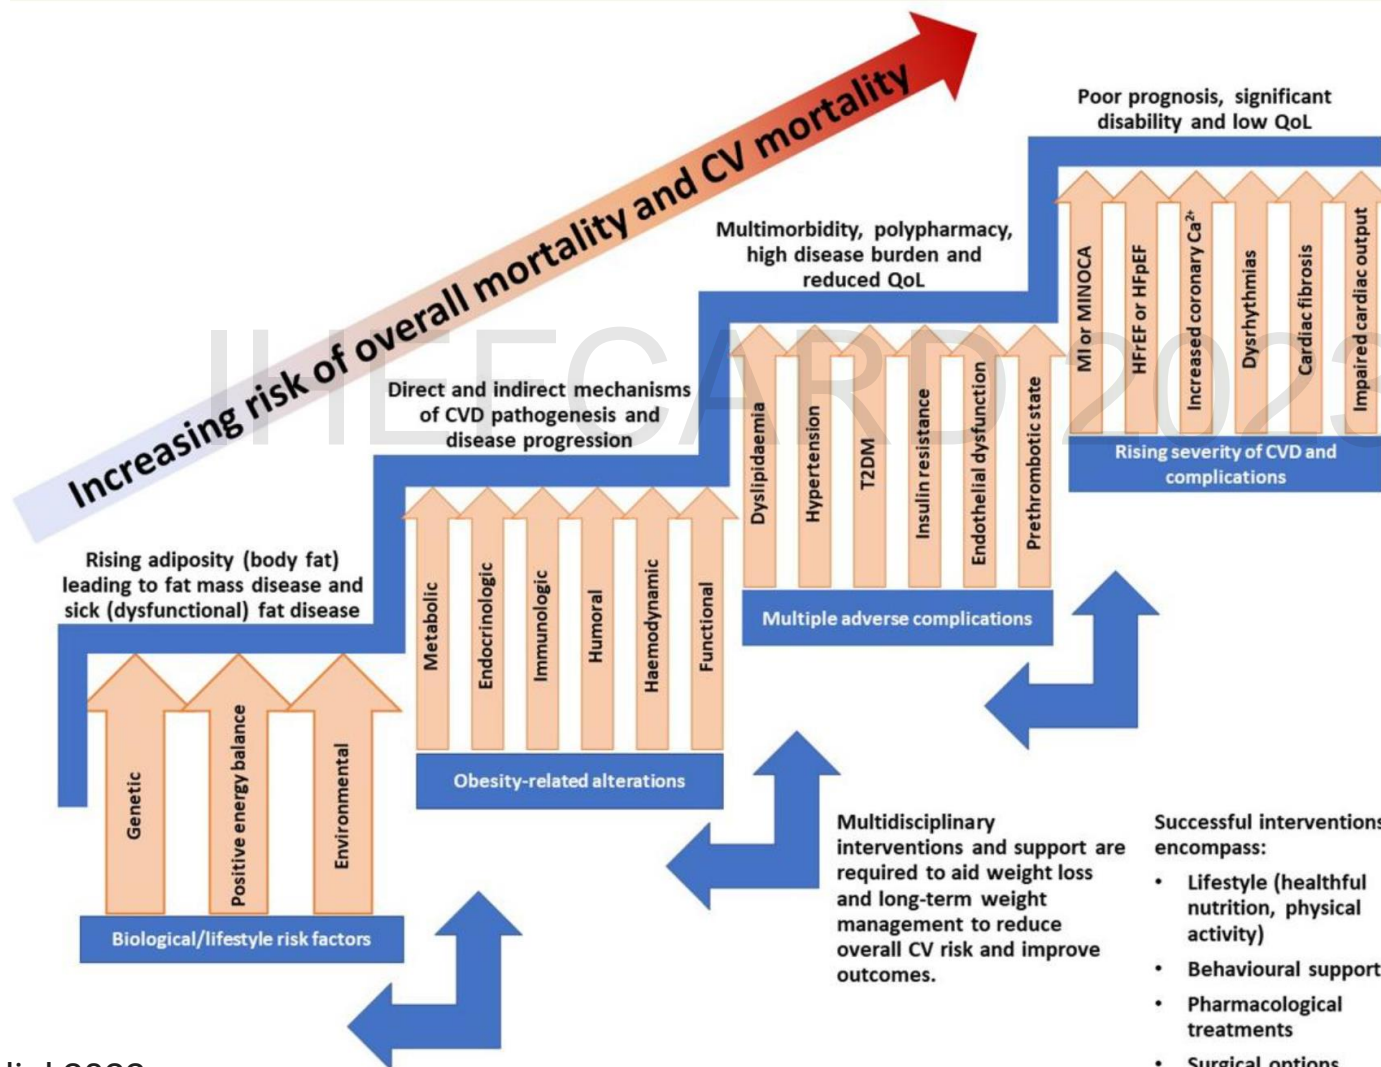 Increasing risk of overall mortality and CV mortality
Poor prognosis, significant
disability and low QoL
MI or MINOCA
HFrEF or HFpEF
Increased coronary Ca²⁺
Dysrhythmias
Cardiac fibrosis
Impaired cardiac output
Rising severity of CVD and
complications
Multimorbidity, polypharmacy,
high disease burden and
reduced QoL
Dyslipidaemia
Hypertension
T2DM
Insulin resistance
Endothelial dysfunction
Prethrombotic state
Multiple adverse complications
Direct and indirect mechanisms
of CVD pathogenesis and
disease progression
Metabolic
Endocrinologic
Immunologic
Humoral
Haemodynamic
Functional
Obesity-related alterations
Rising adiposity (body fat)
leading to fat mass disease and
sick (dysfunctional) fat disease
Genetic
Positive energy balance
Environmental
Biological/lifestyle risk factors
Multidisciplinary
interventions and support are
required to aid weight loss
and long-term weight
management to reduce
overall CV risk and improve
outcomes.
Successful interventions
encompass:
• Lifestyle (healthful
nutrition, physical
activity)
• Behavioural support
• Pharmacological
treatments
• Surgical options
2023